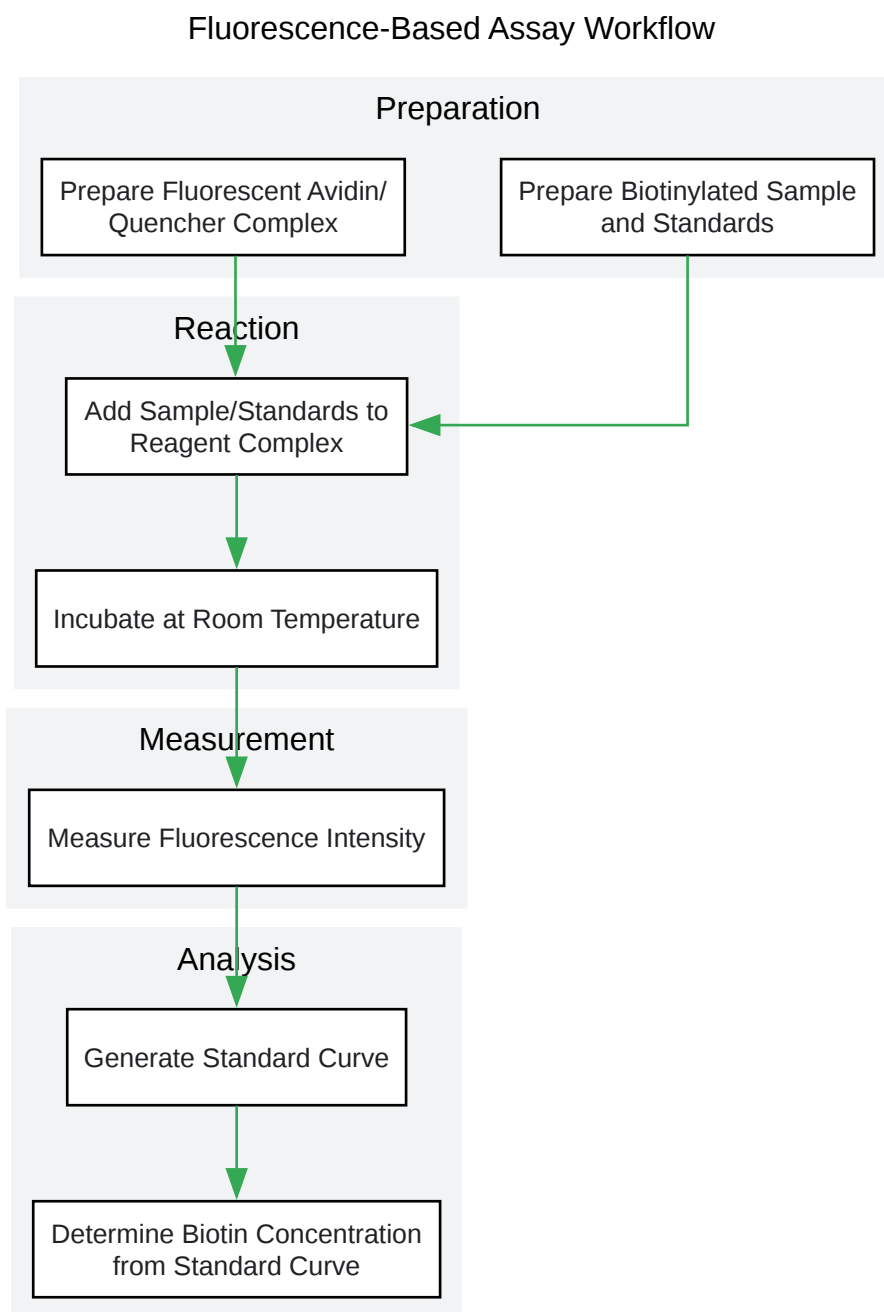 Fluorescence-Based Assay Workflow
Preparation
Prepare Fluorescent Avidin/
Quencher Complex
Prepare Biotinylated Sample
and Standards
Reaction
Add Sample/Standards to
Reagent Complex
Incubate at Room Temperature
Measurement
Measure Fluorescence Intensity
Analysis
Generate Standard Curve
Determine Biotin Concentration
from Standard Curve